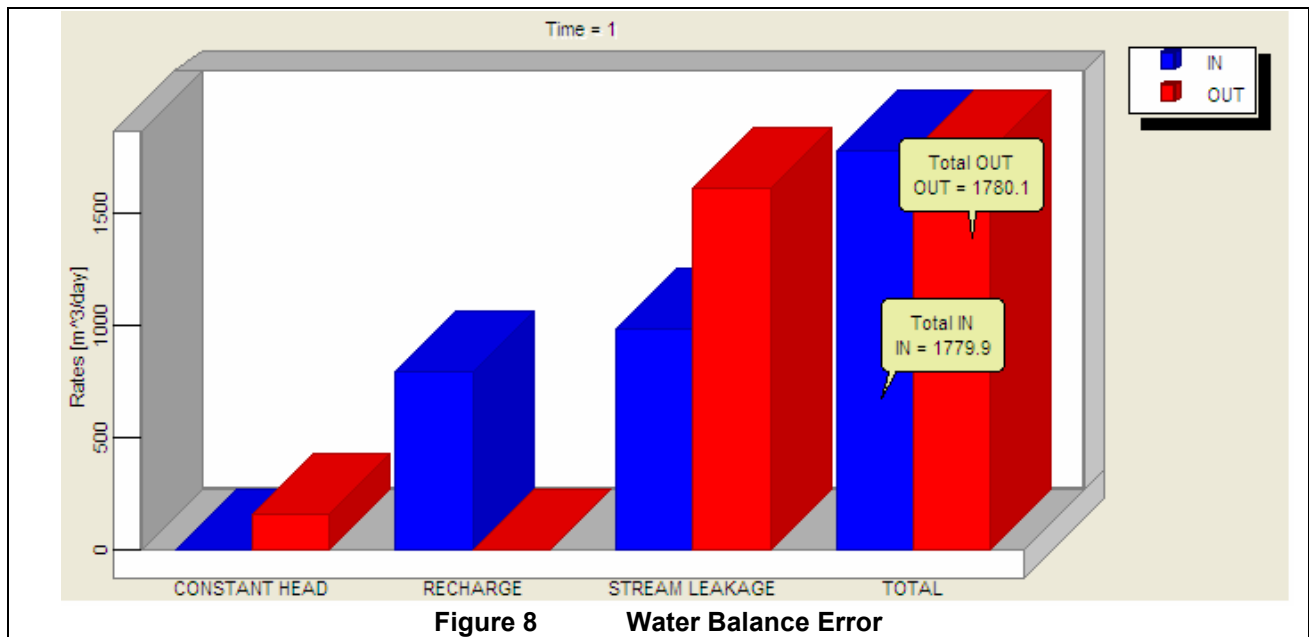 Time = 1
IN
OUT
Total OUT
OUT = 1780.1
Total IN
IN = 1779.9
Rates [m^3/day]
1500
1000
500
0
CONSTANT HEAD
RECHARGE
STREAM LEAKAGE
TOTAL
Figure 8 Water Balance Error